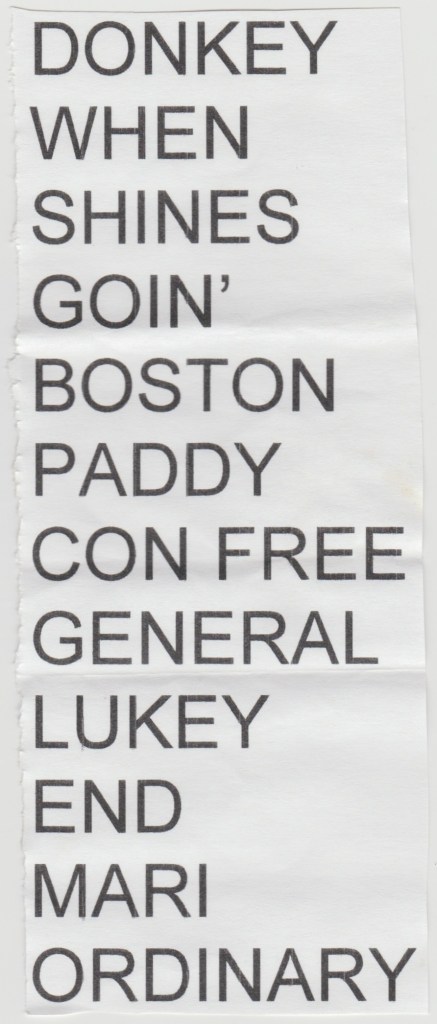 DONKEY
WHEN
SHINES
GOIN'
BOSTON
PADDY
CON FREE
GENERAL
LUKEY
END
MARI
ORDINARY